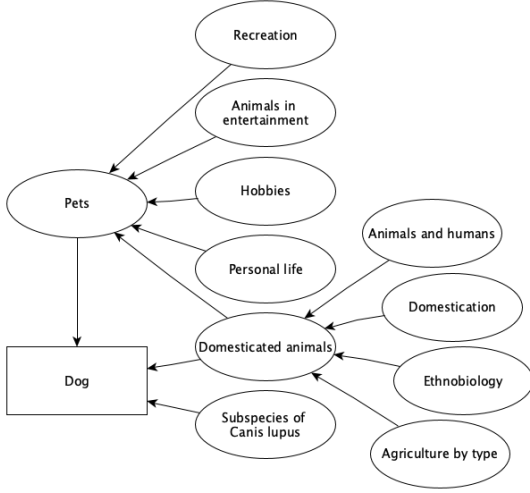 Recreation
Animals in
entertainment
Pets
Hobbies
Animals and humans
Personal life
Domestication
Domesticated animals
Dog
Ethnobiology
Subspecies of
Canis lupus
Agriculture by type